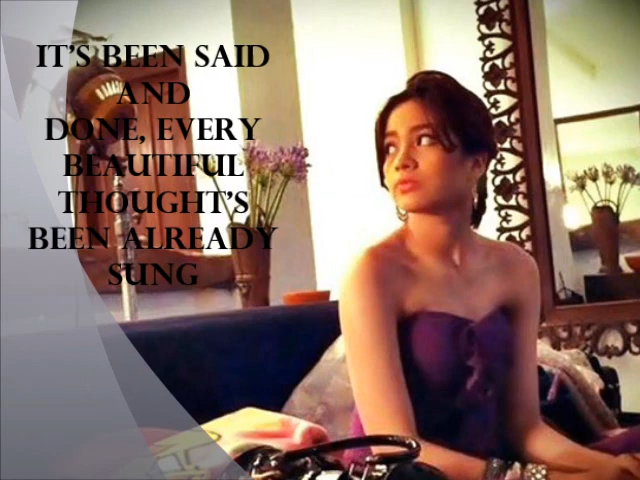 IT'S BEEN SAID
AND
DONE, EVERY
BEAUTIFUL
THOUGHT'S
BEEN ALREADY
SUNG